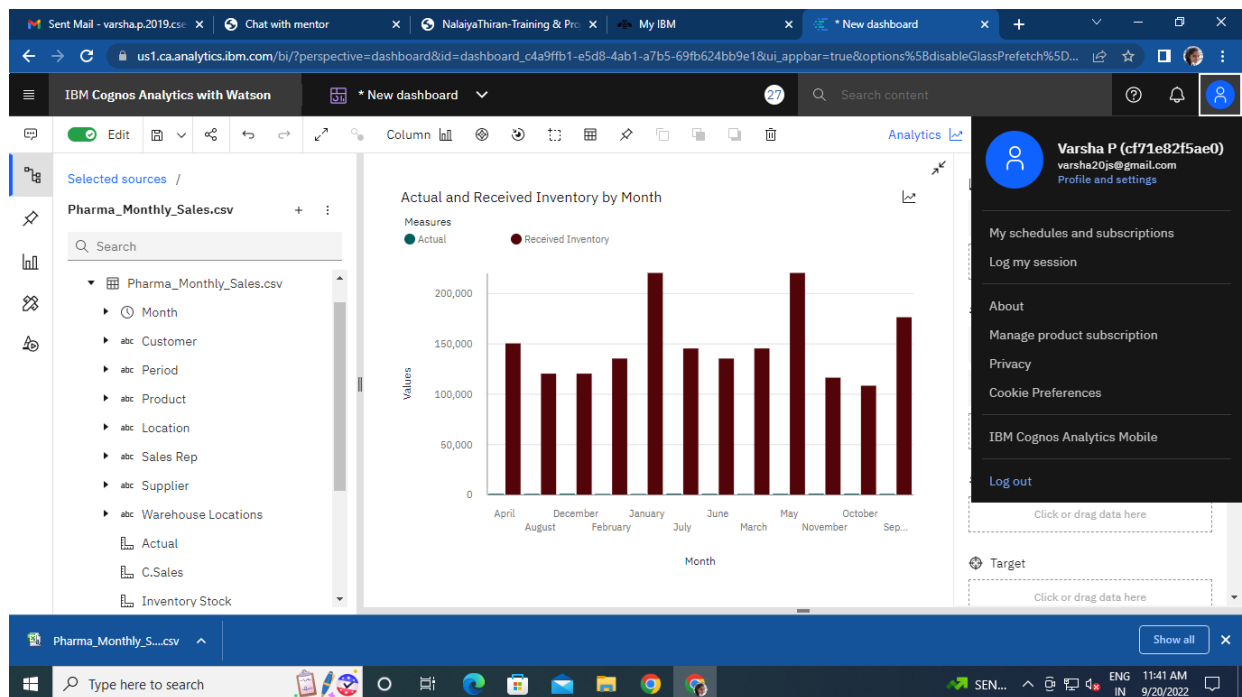 Sent Mail - varsha.p.2019.cse
Chat with mentor
NalaiyaThiran-Training & Pro
My IBM
* New dashboard
us1.ca.analytics.ibm.com/bi/?perspective=dashboard&id=dashboard_c4a9ffb1-e5d8-4ab1-a7b5-69fb624bb9e1&ui_appbar=true&options%5BdisableGlassPrefetch%5D...
IBM Cognos Analytics with Watson
* New dashboard
27
Search content
Edit
Column
Analytics
Varsha P (cf71e82f5ae0)
varsha20js@gmail.com
Profile and settings
My schedules and subscriptions
Log my session
About
Manage product subscription
Privacy
Cookie Preferences
IBM Cognos Analytics Mobile
Log out
Selected sources /
Pharma_Monthly_Sales.csv
Search
Pharma_Monthly_Sales.csv
Month
abc Customer
abc Period
abc Product
abc Location
abc Sales Rep
abc Supplier
abc Warehouse Locations
Actual
C.Sales
Inventory Stock
Actual and Received Inventory by Month
Measures
Actual Received Inventory
200,000
150,000
100,000
50,000
0
Values
April December January June May October
August February July March November Sep...
Month
Click or drag data here
Target
Click or drag data here
Pharma_Monthly_S....csv
Show all
Type here to search
SEN...
ENG
IN
11:41 AM
9/20/2022